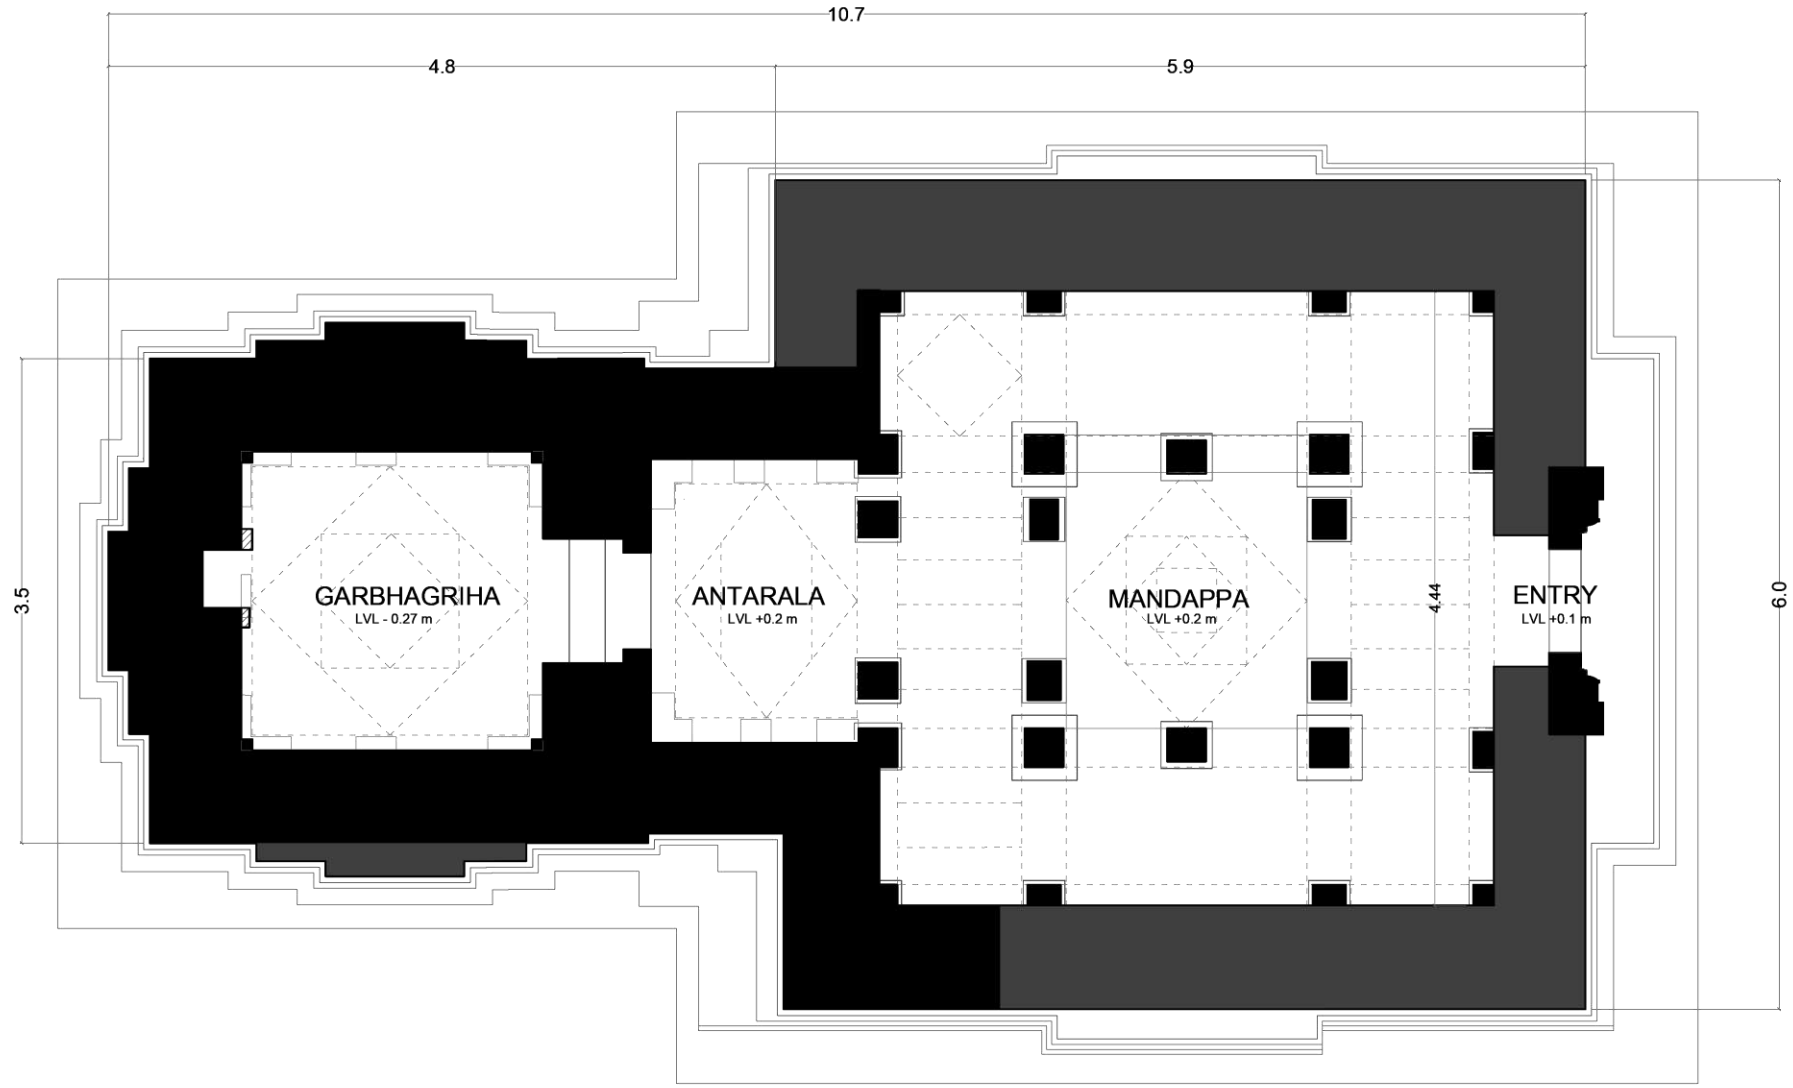 10.7
4.8
5.9
3.5
GARBHAGRIHA
LVL - 0.27 m
ANTARALA
LVL +0.2 m
MANDAPPA
LVL +0.2 m
4.44
ENTRY
LVL +0.1 m
6.0